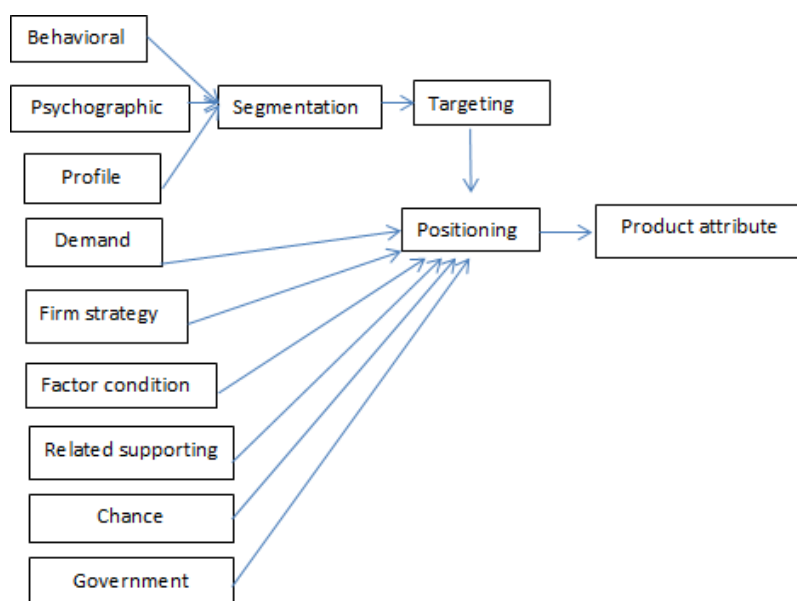 Behavioral
Psychographic
Segmentation
Targeting
Profile
Demand
Positioning
Product attribute
Firm strategy
Factor condition
Related supporting
Chance
Government